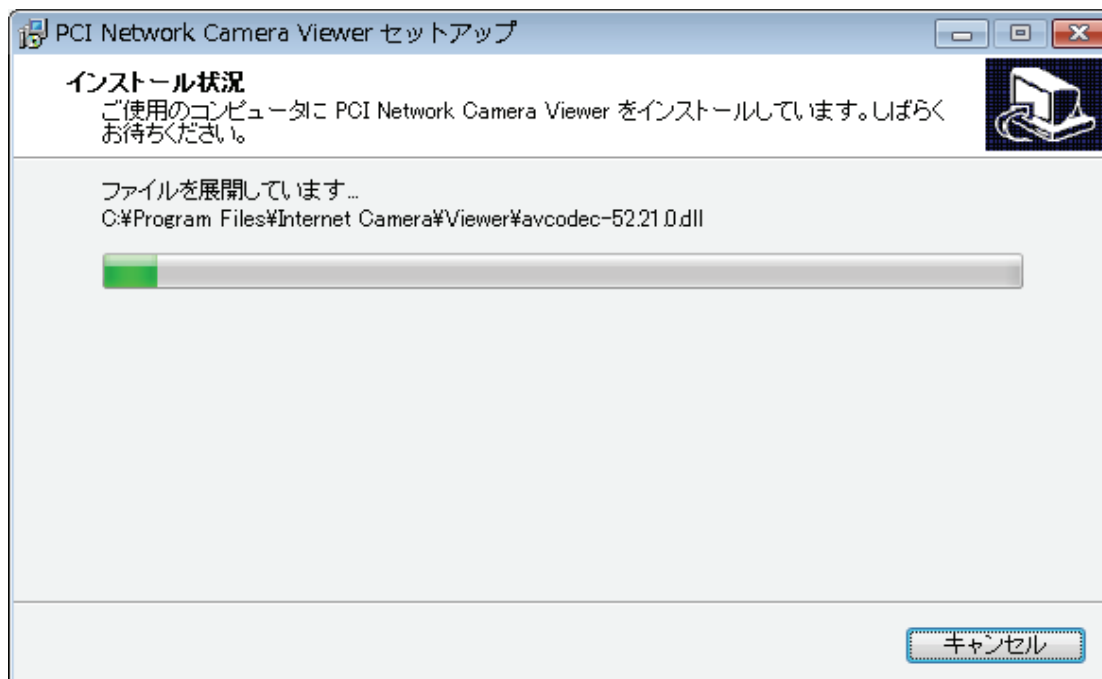 PCI Network Camera Viewer セットアップ
インストール状況
ご使用のコンピュータに PCI Network Camera Viewer をインストールしています。しばらく
お待ちください。
ファイルを展開しています...
C:¥Program Files¥Internet Camera¥Viewer¥avcodec-52.21.0.dll
キャンセル